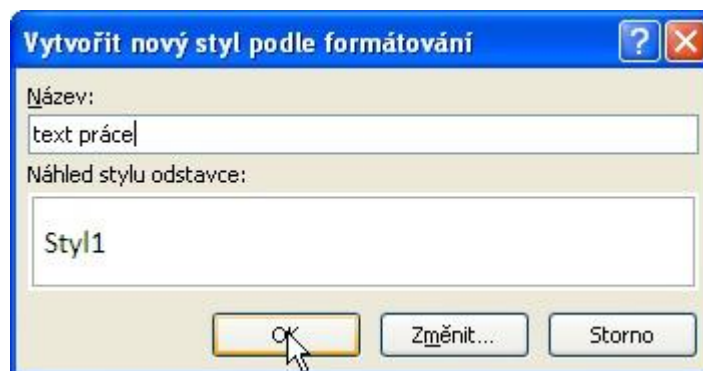 Vytvořit nový styl podle formátování
Název:
text práce
Náhled stylu odstavce:
Styl1
OK Změnit... Storno